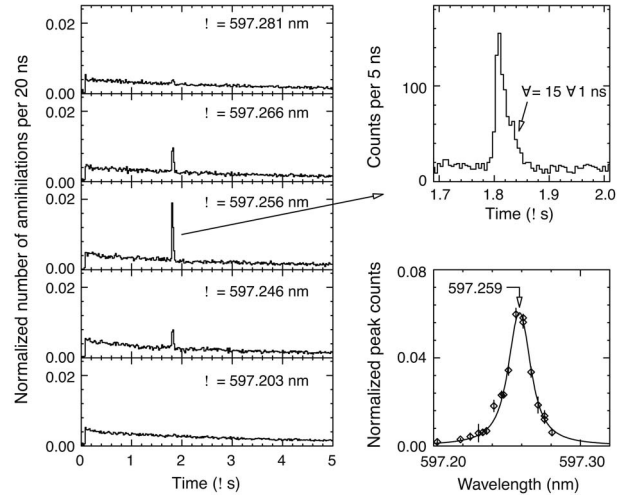 Normalized number of annihilations per 20 ns
0.02
! = 597.281 nm
0.00
0.02
! = 597.266 nm
0.00
0.02
! = 597.256 nm
0.00
0.02
! = 597.246 nm
0.00
0.02
! = 597.203 nm
0.00
0 1 2 3 4 5
Time (! s)
Counts per 5 ns
100
0
∀= 15 ∀ 1 ns
1.7 1.8 1.9 2.0
Time (! s)
Normalized peak counts
0.08
0.04
0.00
597.259
597.20 597.30
Wavelength (nm)